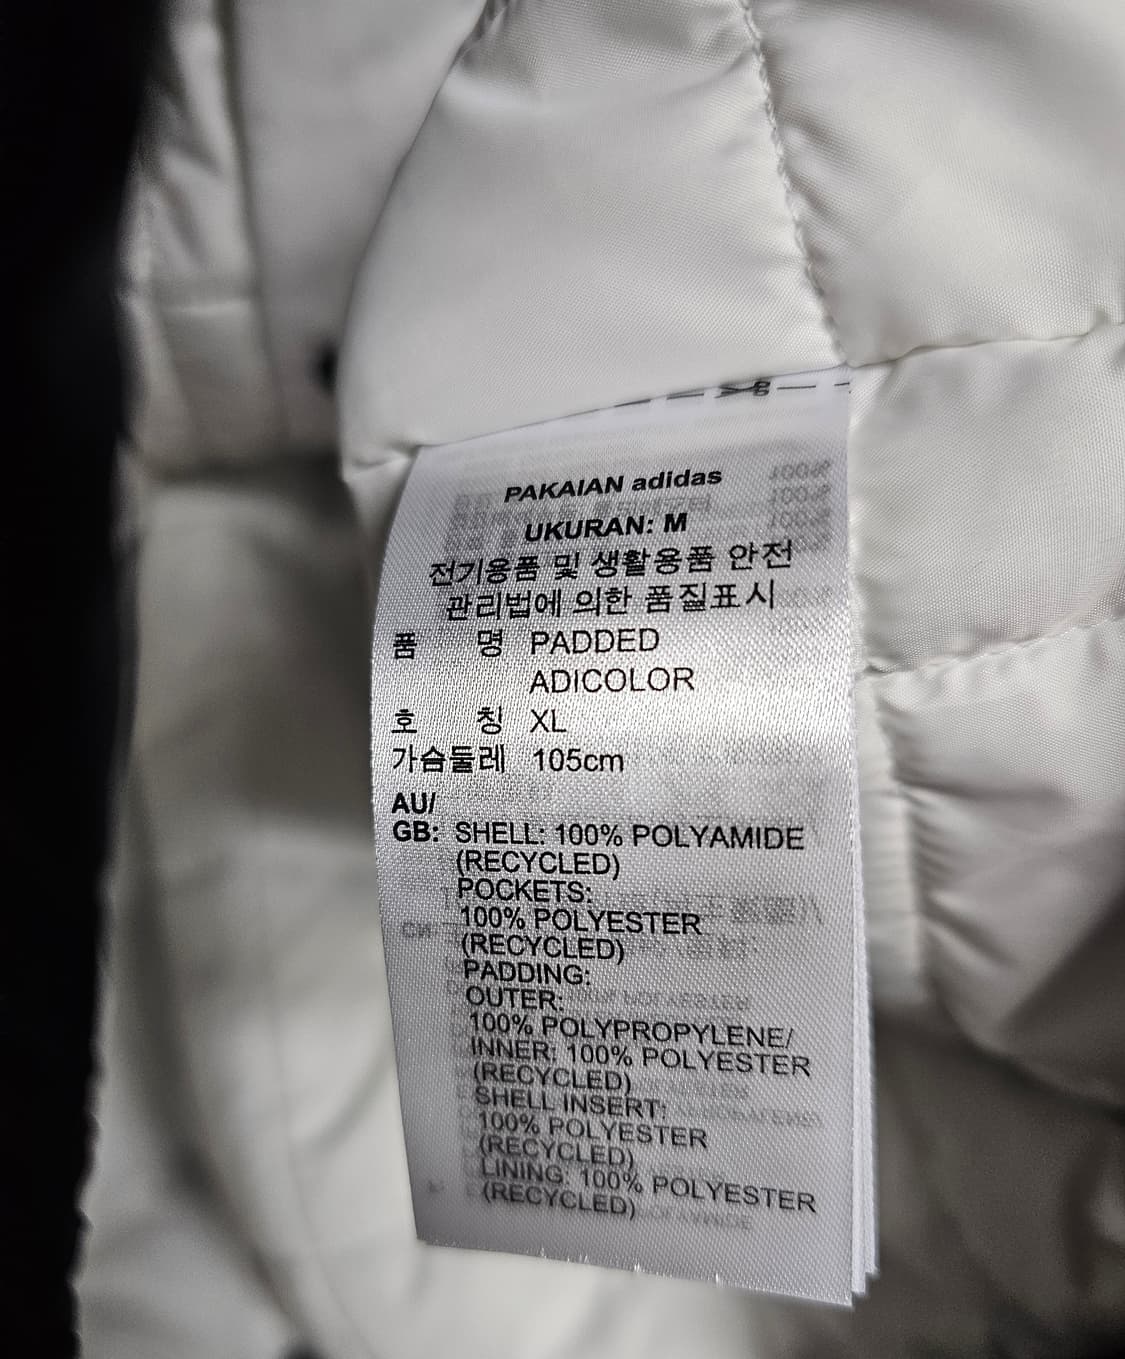 PAKAIAN adidas
UKURAN: M
전기용품 및 생활용품 안전
관리법에 의한 품질표시
품 명 PADDED
ADICOLOR
호 칭 XL
가슴둘레 105cm
AU/
GB: SHELL: 100% POLYAMIDE
(RECYCLED)
POCKETS:
100% POLYESTER
(RECYCLED)
PADDING:
OUTER:
100% POLYPROPYLENE/
INNER: 100% POLYESTER
(RECYCLED)
SHELL INSERT:
100% POLYESTER
(RECYCLED)
LINING: 100% POLYESTER
(RECYCLED)